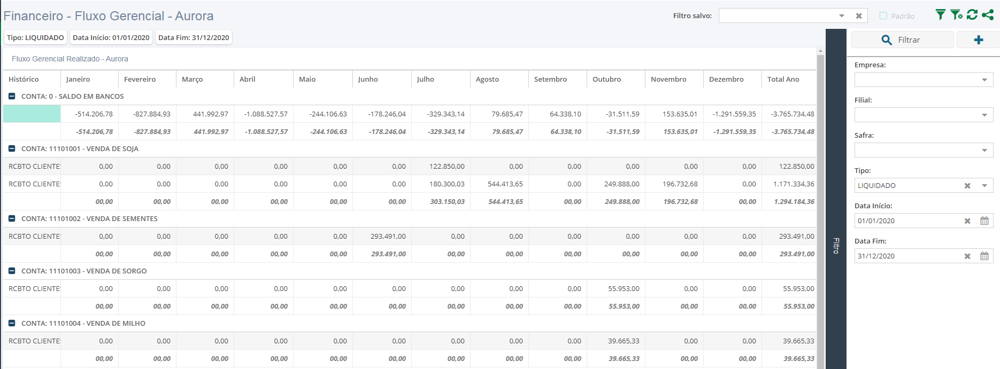 Financeiro - Fluxo Gerencial - Aurora
Filtro salvo:
Padrão
Tipo: LIQUIDADO Data Início: 01/01/2020 Data Fim: 31/12/2020
Fluxo Gerencial Realizado - Aurora
Histórico Janeiro Fevereiro Março Abril Maio Junho Julho Agosto Setembro Outubro Novembro Dezembro Total Ano
CONTA: 0 - SALDO EM BANCOS
-514.206,78 -827.884,93 441.992,97 -1.088.527,57 -244.106,63 -178.246,04 -329.343,14 79.685,47 64.338,10 -31.511,59 153.635,01 -1.291.559,35 -3.765.734,48
-514.206,78 -827.884,93 441.992,97 -1.088.527,57 -244.106,63 -178.246,04 -329.343,14 79.685,47 64.338,10 -31.511,59 153.635,01 -1.291.559,35 -3.765.734,48
CONTA: 11101001 - VENDA DE SOJA
RCBTO CLIENTES 0,00 0,00 0,00 0,00 0,00 0,00 122.850,00 0,00 0,00 0,00 0,00 0,00 122.850,00
RCBTO CLIENTES 0,00 0,00 0,00 0,00 0,00 0,00 180.300,03 544.413,65 0,00 249.888,00 196.732,68 0,00 1.171.334,36
00,00 00,00 00,00 00,00 00,00 00,00 303.150,03 544.413,65 00,00 249.888,00 196.732,68 00,00 1.294.184,36
CONTA: 11101002 - VENDA DE SEMENTES
RCBTO CLIENTES 0,00 0,00 0,00 0,00 0,00 293.491,00 0,00 0,00 0,00 0,00 0,00 0,00 293.491,00
00,00 00,00 00,00 00,00 00,00 293.491,00 00,00 00,00 00,00 00,00 00,00 00,00 293.491,00
CONTA: 11101003 - VENDA DE SORGO
RCBTO CLIENTES 0,00 0,00 0,00 0,00 0,00 0,00 0,00 0,00 0,00 55.953,00 0,00 0,00 55.953,00
00,00 00,00 00,00 00,00 00,00 00,00 00,00 00,00 00,00 55.953,00 00,00 00,00 55.953,00
CONTA: 11101004 - VENDA DE MILHO
RCBTO CLIENTES 0,00 0,00 0,00 0,00 0,00 0,00 0,00 0,00 0,00 39.665,33 0,00 0,00 39.665,33
00,00 00,00 00,00 00,00 00,00 00,00 00,00 00,00 00,00 39.665,33 00,00 00,00 39.665,33
Filtro
Filtrar
Empresa:
Filial:
Safra:
Tipo:
LIQUIDADO
Data Início:
01/01/2020
Data Fim:
31/12/2020